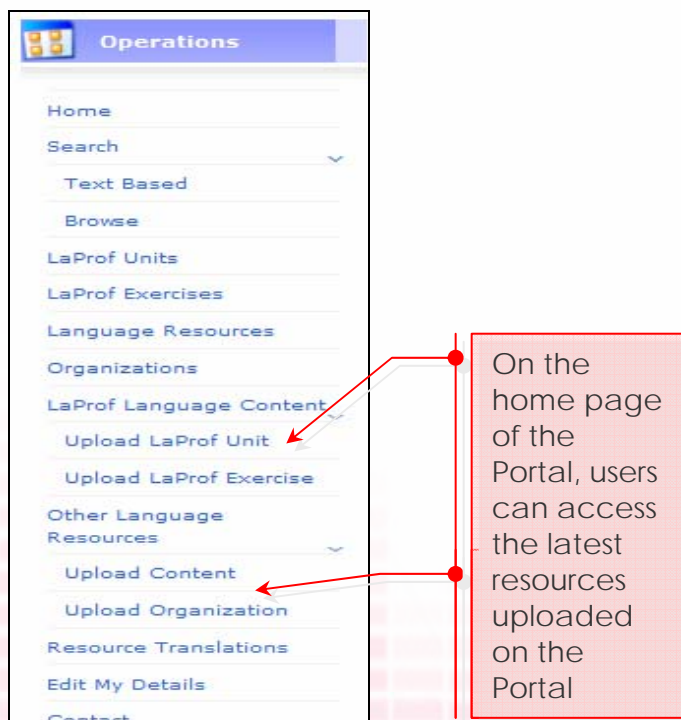 Operations
Home
Search
Text Based
Browse
LaProf Units
LaProf Exercises
Language Resources
Organizations
LaProf Language Content
Upload LaProf Unit
Upload LaProf Exercise
Other Language
Resources
Upload Content
Upload Organization
Resource Translations
Edit My Details
Contact
On the
home page
of the
Portal, users
can access
the latest
resources
uploaded
on the
Portal